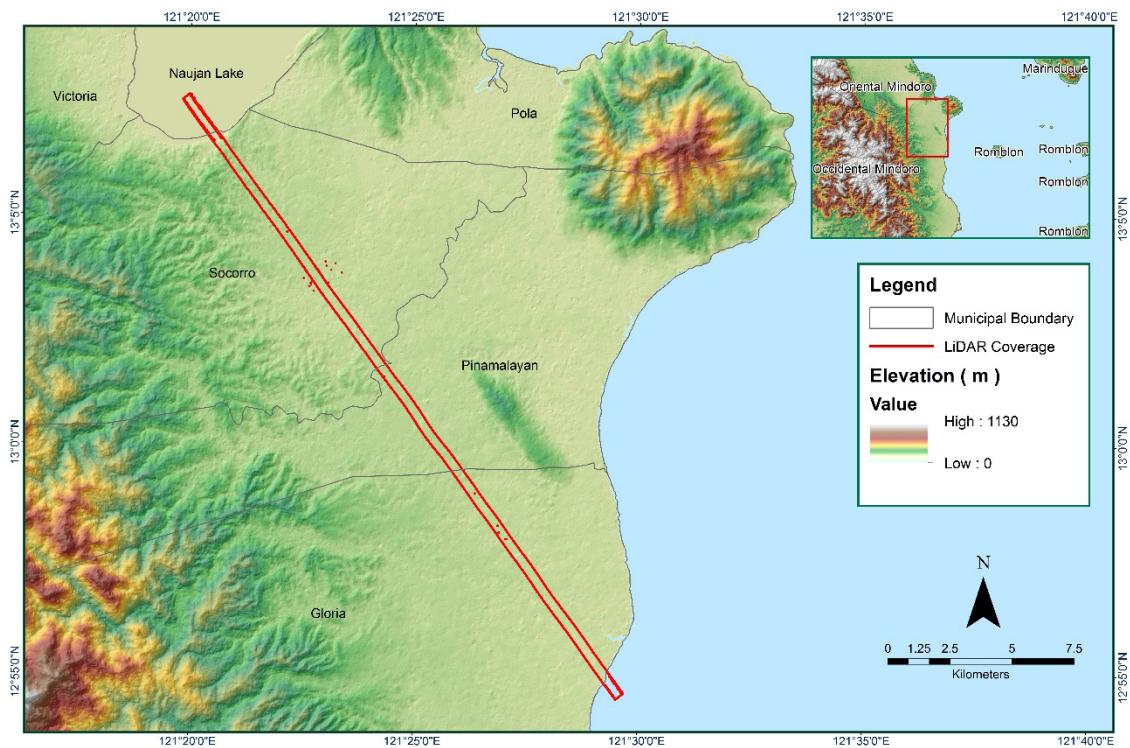 121°20'0"E
121°25'0"E
121°30'0"E
121°35'0"E
121°40'0"E
Naujan Lake
Victoria
Pola
Socorro
Pinamalayan
Gloria
Marinduque
Oriental Mindoro
Romblon
Romblon
Occidental Mindoro
Romblon
Romblon
Legend
Municipal Boundary
LiDAR Coverage
Elevation ( m )
Value
High : 1130
Low : 0
N
0 1.25 2.5 5 7.5
Kilometers
13°5'0"N
13°0'0"N
12°55'0"N
13°5'0"N
13°0'0"N
12°55'0"N
121°20'0"E
121°25'0"E
121°30'0"E
121°35'0"E
121°40'0"E